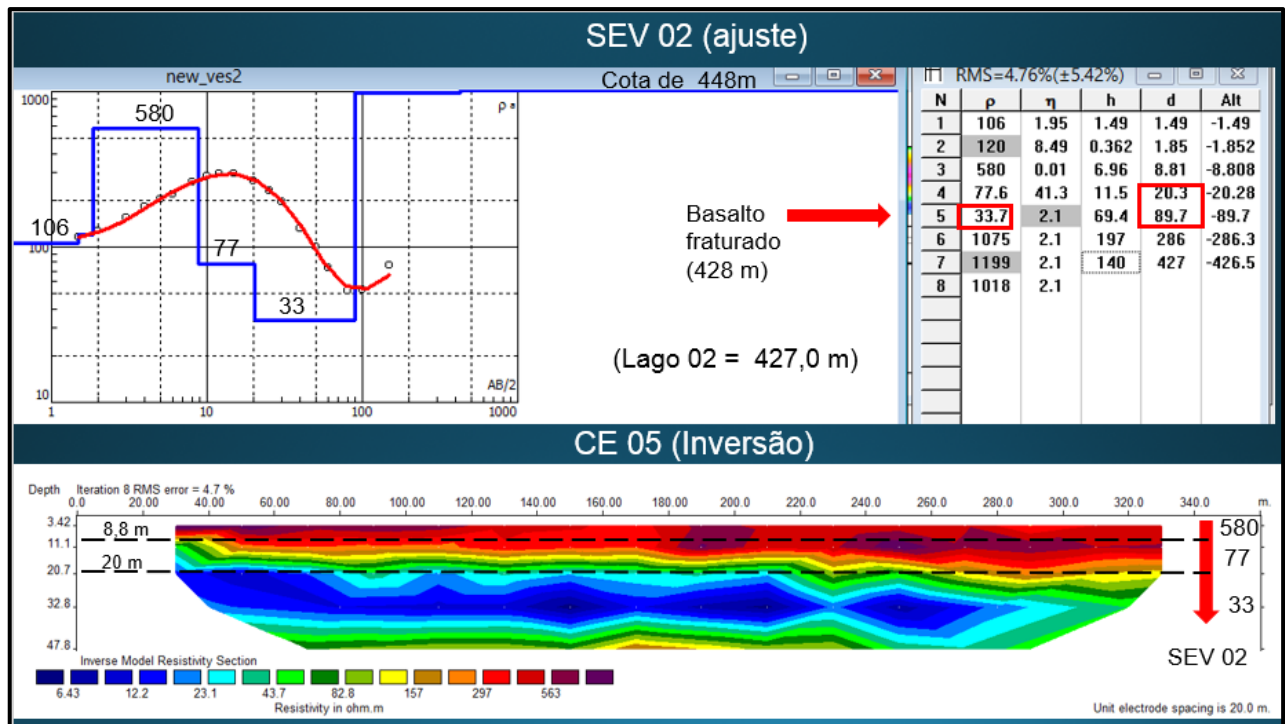 SEV 02 (ajuste)
new_ves2
Cota de 448m
RMS=4.76%(±5.42%)
1000
580
106
100
77
33
10
1 10 100 1000
ρ a
AB/2
Basalto
fraturado
(428 m)
(Lago 02 = 427,0 m)
N ρ η h d Alt
1 106 1.95 1.49 1.49 -1.49
2 120 8.49 0.362 1.85 -1.852
3 580 0.01 6.96 8.81 -8.808
4 77.6 41.3 11.5 20.3 -20.28
5 33.7 2.1 69.4 89.7 -89.7
6 1075 2.1 197 286 -286.3
7 1199 2.1 140 427 -426.5
8 1018 2.1
CE 05 (Inversão)
Depth Iteration 8 RMS error = 4.7 %
0.0 20.00 40.00 60.00 80.00 100.00 120.00 140.00 160.00 180.00 200.0 220.0 240.0 260.0 280.0 300.0 320.0 340.0 m.
3.42
8,8 m
580
11.1
77
20 m
20.7
32.8
33
47.8
SEV 02
Inverse Model Resistivity Section
6.43 12.2 23.1 43.7 82.8 157 297 563
Resistivity in ohm.m
Unit electrode spacing is 20.0 m.